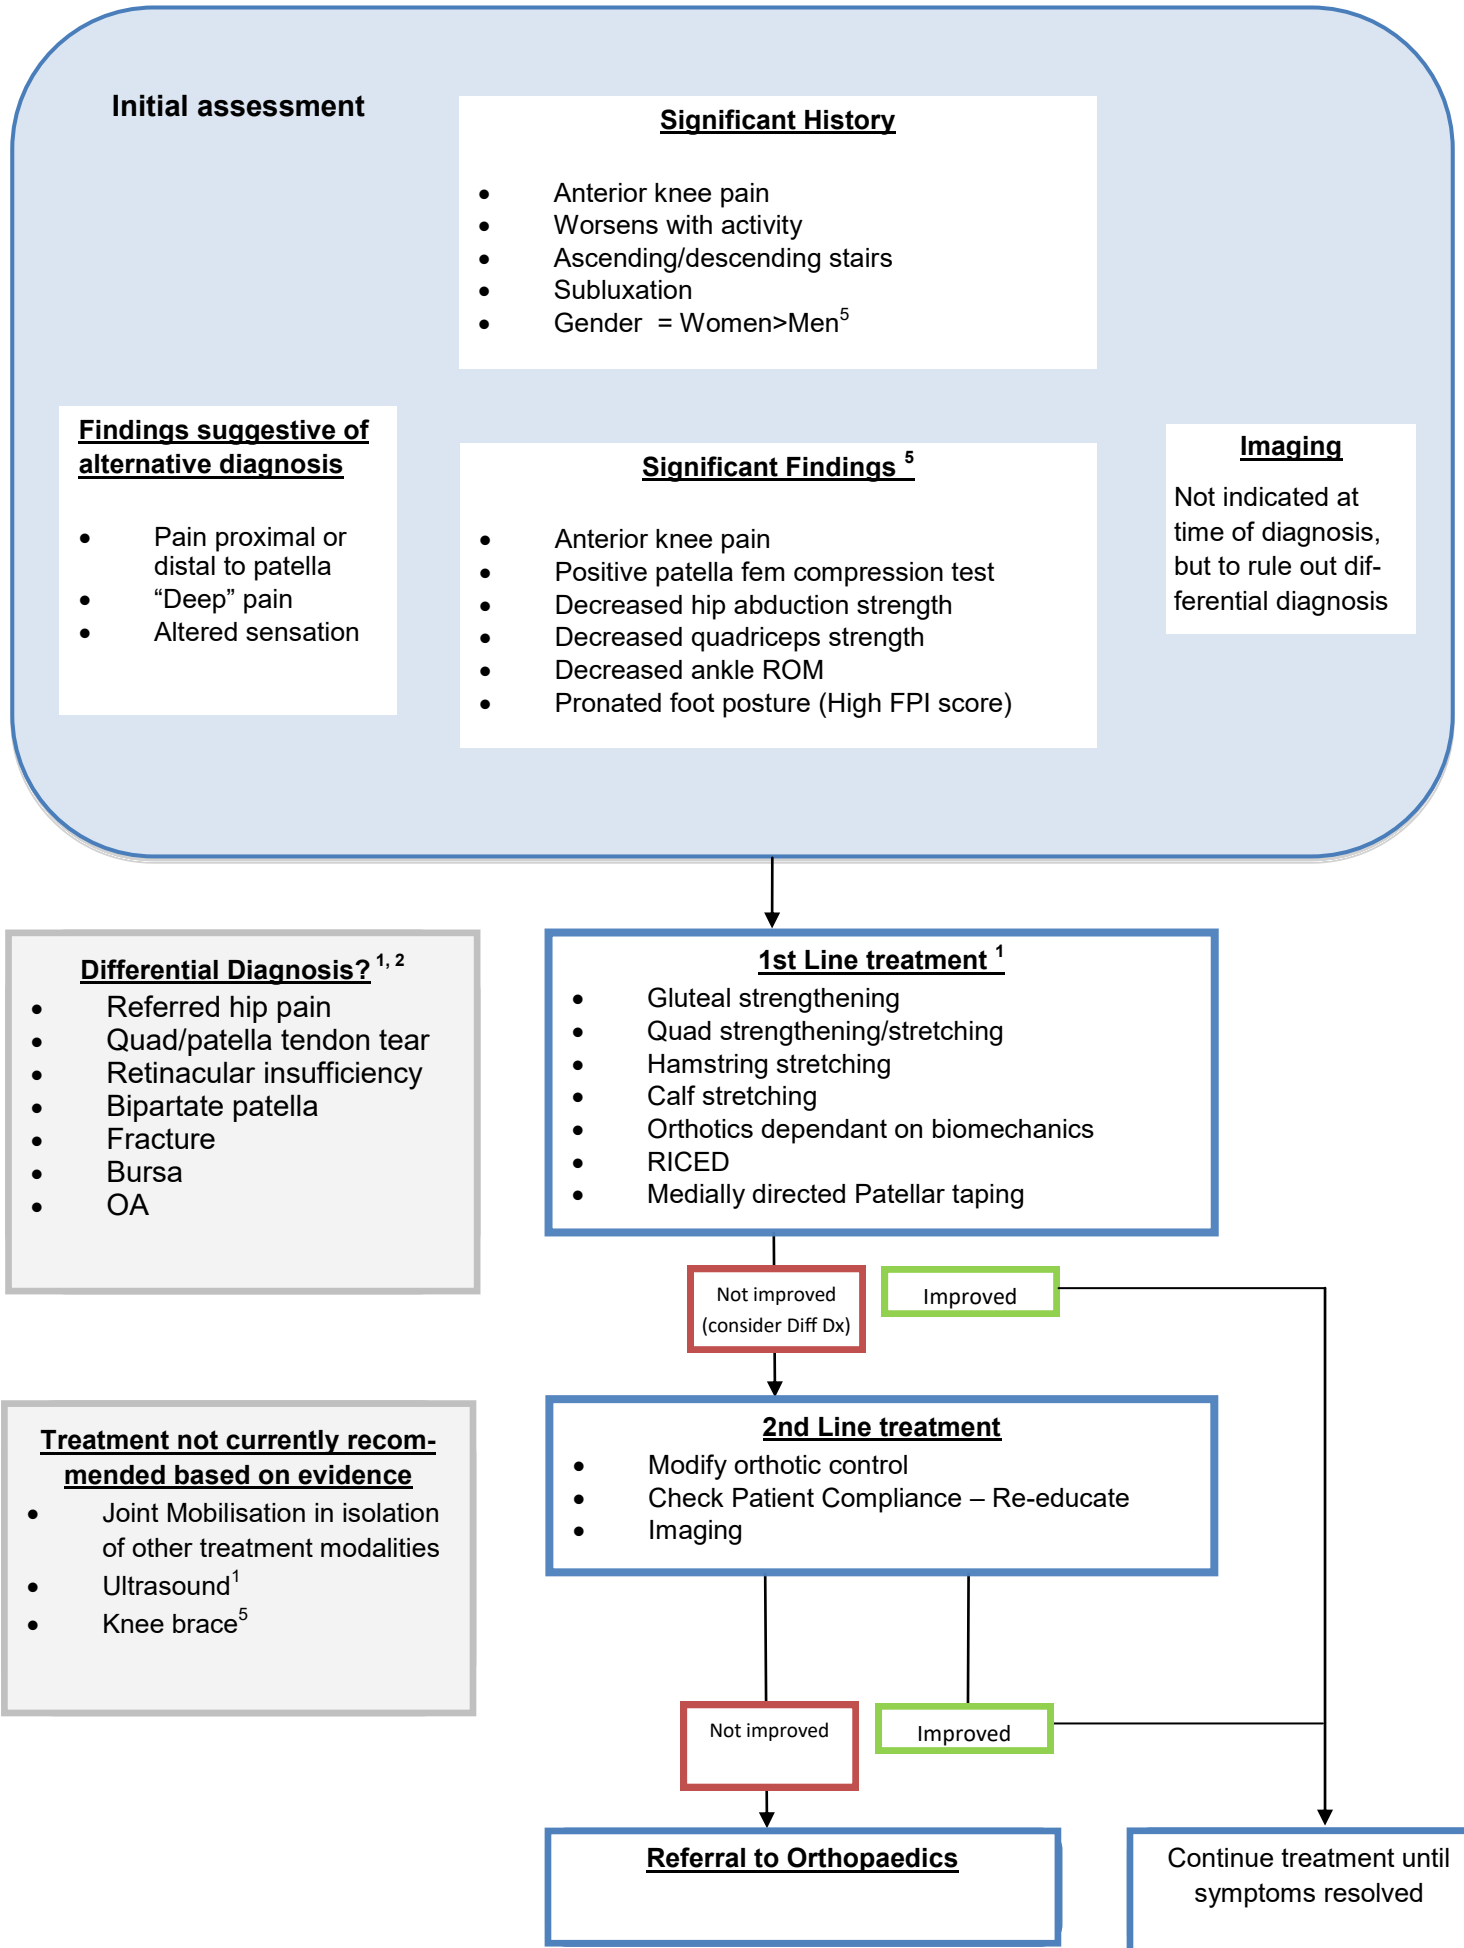 Initial assessment
Significant History
• Anterior knee pain
• Worsens with activity
• Ascending/descending stairs
• Subluxation
• Gender = Women>Men5
Findings suggestive of
alternative diagnosis
• Pain proximal or
distal to patella
• “Deep” pain
• Altered sensation
Significant Findings 5
• Anterior knee pain
• Positive patella fem compression test
• Decreased hip abduction strength
• Decreased quadriceps strength
• Decreased ankle ROM
• Pronated foot posture (High FPI score)
Imaging
Not indicated at
time of diagnosis,
but to rule out dif-
ferential diagnosis
Differential Diagnosis? 1, 2
• Referred hip pain
• Quad/patella tendon tear
• Retinacular insufficiency
• Bipartate patella
• Fracture
• Bursa
• OA
1st Line treatment 1
• Gluteal strengthening
• Quad strengthening/stretching
• Hamstring stretching
• Calf stretching
• Orthotics dependant on biomechanics
• RICED
• Medially directed Patellar taping
Not improved
(consider Diff Dx)
Improved
Treatment not currently recom-
mended based on evidence
• Joint Mobilisation in isolation
of other treatment modalities
• Ultrasound1
• Knee brace5
2nd Line treatment
• Modify orthotic control
• Check Patient Compliance – Re-educate
• Imaging
Not improved
Improved
Referral to Orthopaedics
Continue treatment until
symptoms resolved